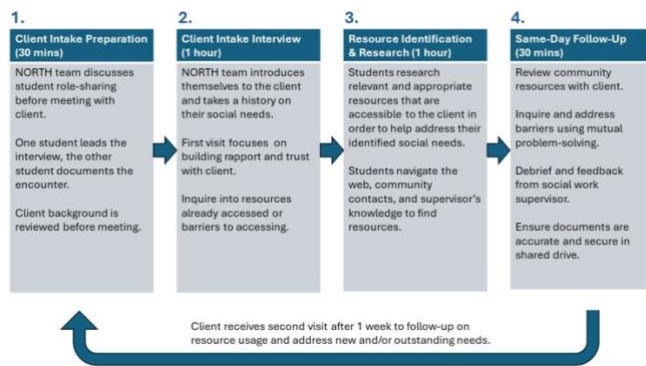 1.
Client Intake Preparation
(30 mins)
NORTH team discusses
student role-sharing
before meeting with
client.
One student leads the
interview, the other
student documents the
encounter.
Client background is
reviewed before meeting.
2.
Client Intake Interview
(1 hour)
NORTH team introduces
themselves to the client
and takes a history on
their social needs.
First visit focuses on
building rapport and trust
with client.
Inquire into resources
already accessed or
barriers to accessing.
3.
Resource Identification
& Research (1 hour)
Students research
relevant and appropriate
resources that are
accessible to the client in
order to help address their
identified social needs.
Students navigate the
web, community
contacts, and supervisor's
knowledge to find
resources.
4.
Same-Day Follow-Up
(30 mins)
Review community
resources with client.
Inquire and address
barriers using mutual
problem-solving.
Debrief and feedback
from social work
supervisor.
Ensure documents are
accurate and secure in
shared drive.
Client receives second visit after 1 week to follow-up on
resource usage and address new and/or outstanding needs.